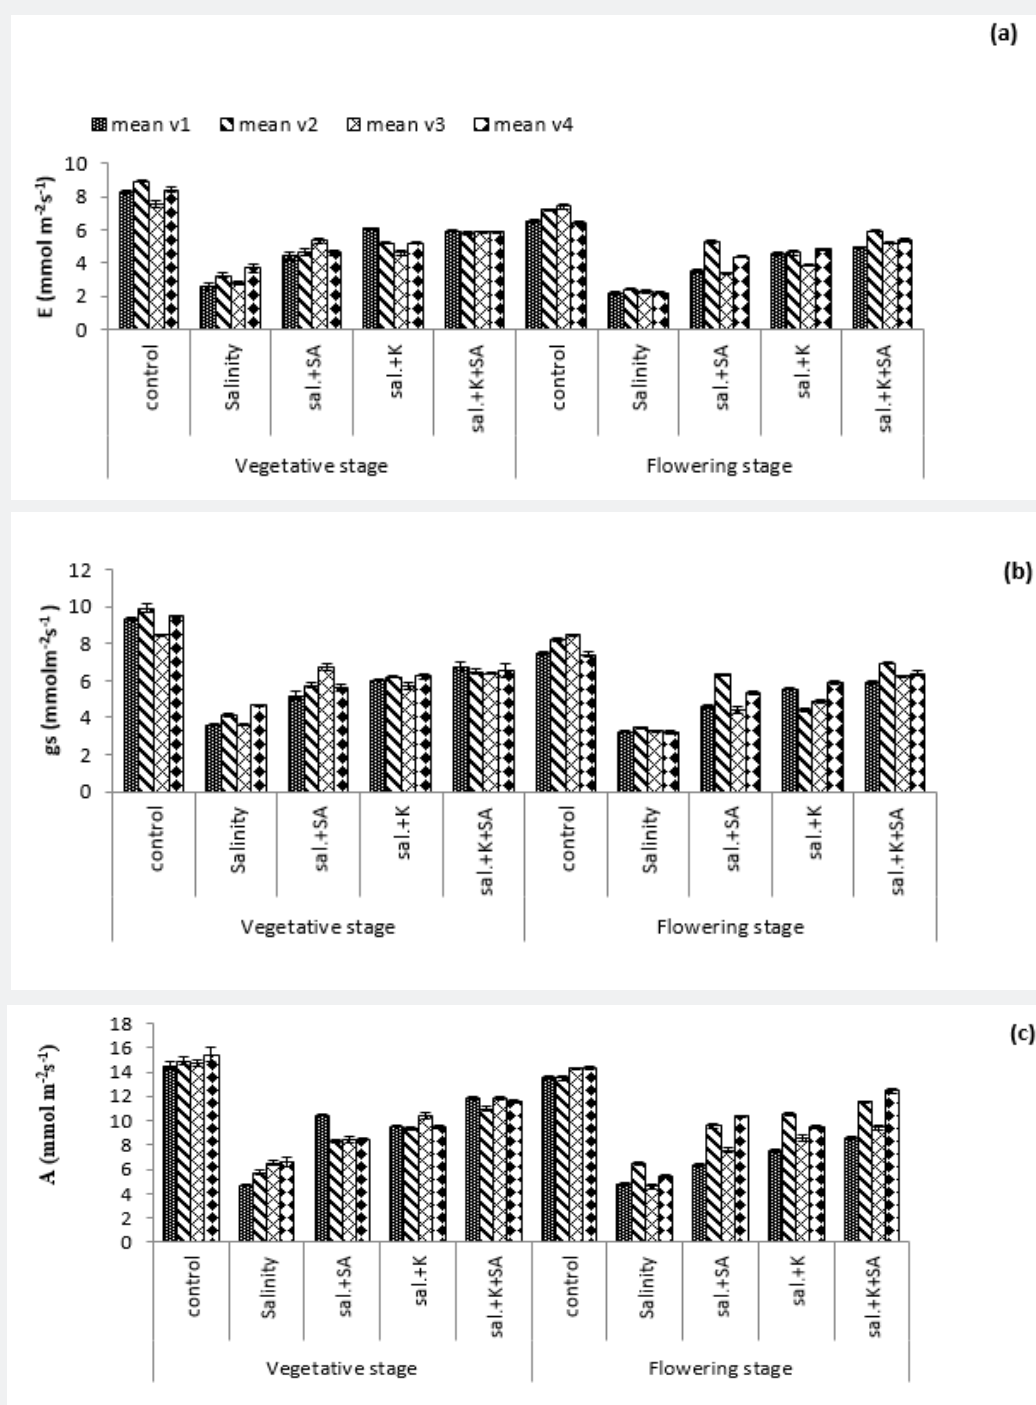 (a)
mean v1 mean v2 mean v3 mean v4
E (mmol m⁻²s⁻¹)
10
8
6
4
2
0
control Salinity sal.+SA sal.+K sal.+K+SA control Salinity sal.+SA sal.+K sal.+K+SA
Vegetative stage Flowering stage
(b)
gs (mmolm⁻²s⁻¹ )
12
10
8
6
4
2
0
control Salinity sal.+SA sal.+K sal.+K+SA control Salinity sal.+SA sal.+K sal.+K+SA
Vegetative stage Flowering stage
(c)
A (mmol m⁻²s⁻¹)
18
16
14
12
10
8
6
4
2
0
control Salinity sal.+SA sal.+K sal.+K+SA control Salinity sal.+SA sal.+K sal.+K+SA
Vegetative stage Flowering stage